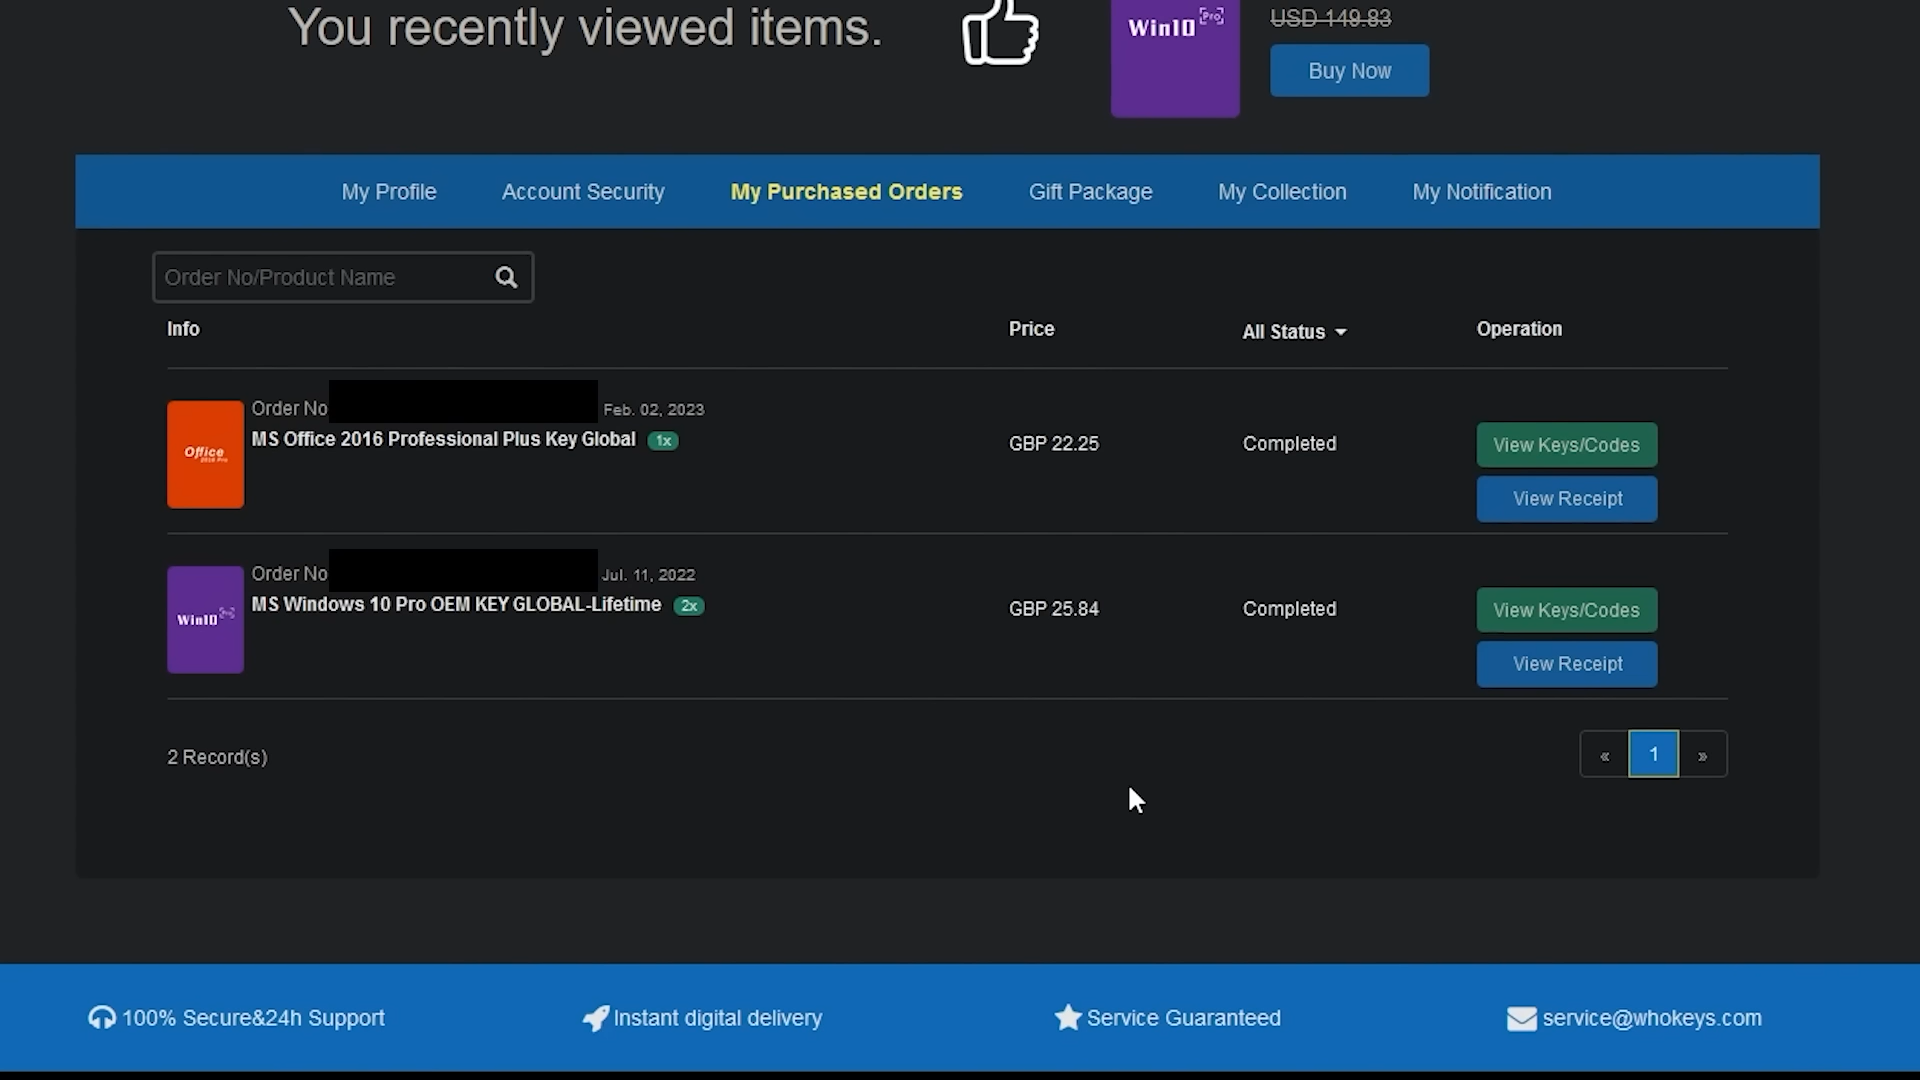 You recently viewed items.
Win10 Pro
USD 149.83
Buy Now
My Profile
Account Security
My Purchased Orders
Gift Package
My Collection
My Notification
Order No/Product Name
Info
Price
All Status
Operation
Order No
Feb. 02, 2023
Office
2016 Pro
MS Office 2016 Professional Plus Key Global 1x
GBP 22.25
Completed
View Keys/Codes
View Receipt
Order No
Jul. 11, 2022
Win10 Pro
MS Windows 10 Pro OEM KEY GLOBAL-Lifetime 2x
GBP 25.84
Completed
View Keys/Codes
View Receipt
2 Record(s)
« 1 »
100% Secure&24h Support
Instant digital delivery
Service Guaranteed
service@whokeys.com